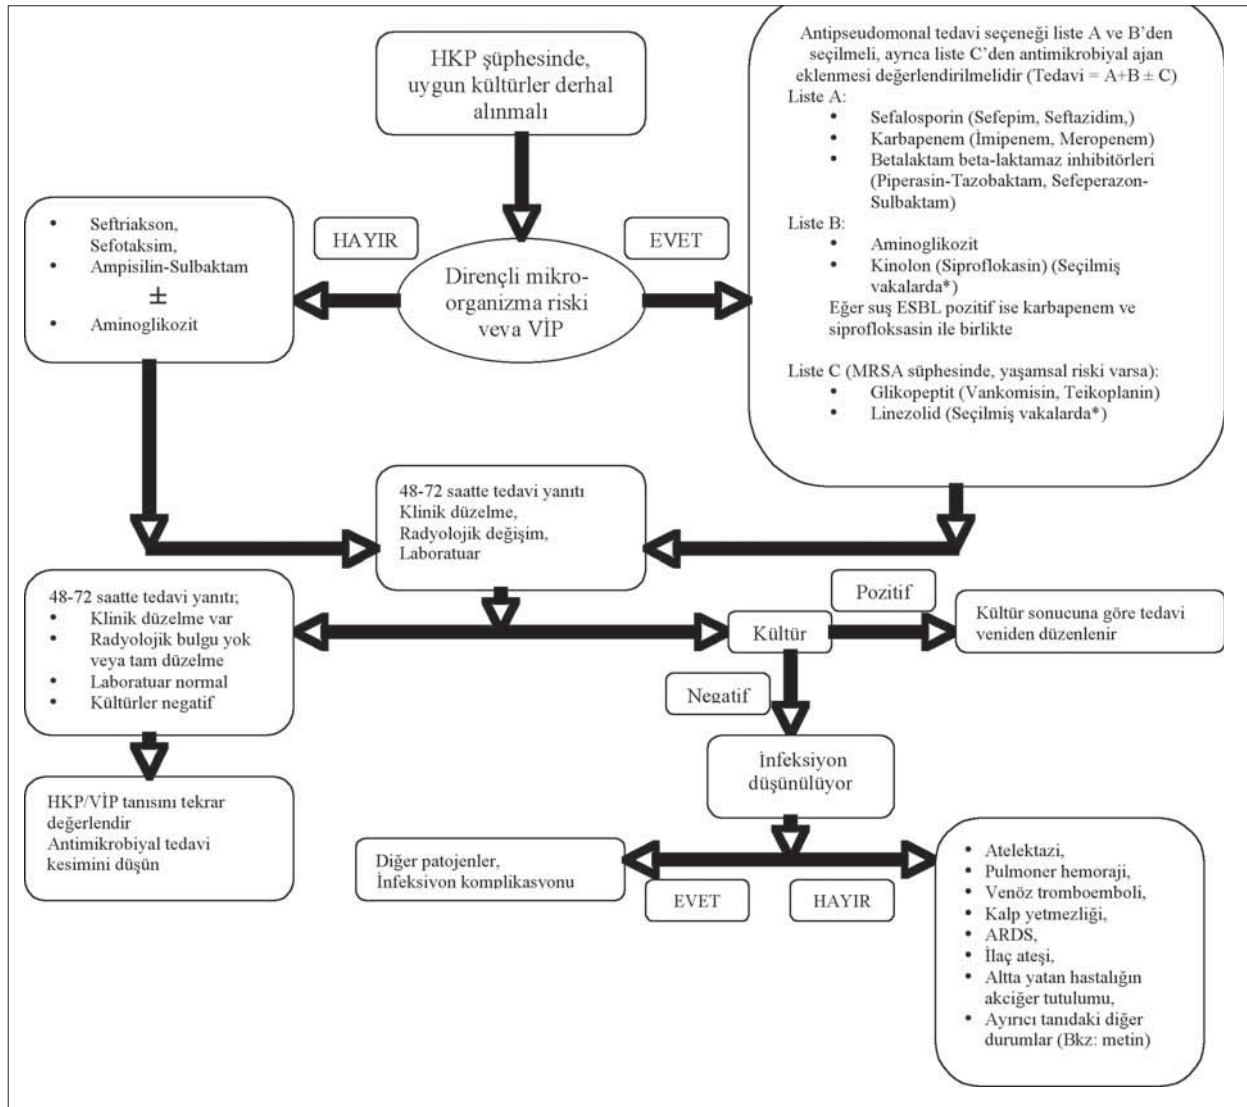 HKP şüphesinde,
uygun kültürler derhal
alınmalı
Antipseudomonal tedavi seçeneği liste A ve B'den
seçilmeli, ayrıca liste C'den antimikrobiyal ajan
eklenmesi değerlendirilmelidir (Tedavi = A+B ± C)
Liste A:
• Sefalosporin (Sefepim, Seftazidim,)
• Karbapenem (İmipenem, Meropenem)
• Betalaktam beta-laktamaz inhibitörleri
(Piperasin-Tazobaktam, Sefeperazon-
Sulbaktam)
Liste B:
• Aminoglikozit
• Kinolon (Siproflokasin) (Seçilmiş
vakalarda*)
Eğer suş ESBL pozitif ise karbapenem ve
siprofloksasin ile birlikte
Liste C (MRSA süphesinde, yaşamsal riski varsa):
• Glikopeptit (Vankomisin, Teikoplanin)
• Linezolid (Seçilmiş vakalarda*)
HAYIR
EVET
Dirençli mikro-
organizma riski
veya VİP
• Seftriakson,
Sefotaksim,
• Ampisilin-Sulbaktam
±
• Aminoglikozit
48-72 saatte tedavi yanıtı
Klinik düzelme,
Radyolojik değişim,
Laboratuar
48-72 saatte tedavi yanıtı;
• Klinik düzelme var
• Radyolojik bulgu yok
veya tam düzelme
• Laboratuar normal
• Kültürler negatif
Kültür
Pozitif
Kültür sonucuna göre tedavi
yeniden düzenlenir
Negatif
İnfeksiyon
düşünülüyor
HKP/VİP tanısını tekrar
değerlendir
Antimikrobiyal tedavi
kesimini düşün
Diğer patojenler,
İnfeksiyon komplikasyonu
EVET
HAYIR
• Atelektazi,
• Pulmoner hemoraji,
• Venöz tromboemboli,
• Kalp yetmezliği,
• ARDS,
• İlaç ateşi,
• Altta yatan hastalığın
akciğer tutulumu,
• Ayırıcı tanıdaki diğer
durumlar (Bkz: metin)